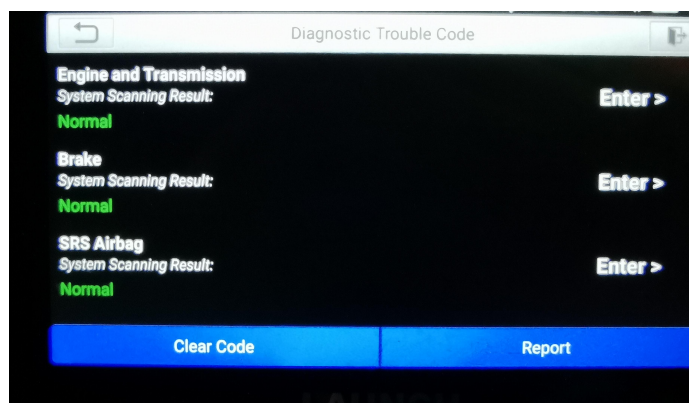 Diagnostic Trouble Code
Engine and Transmission
System Scanning Result:
Enter >
Normal
Brake
System Scanning Result:
Enter >
Normal
SRS Airbag
System Scanning Result:
Enter >
Normal
Clear Code
Report
LAUNCH